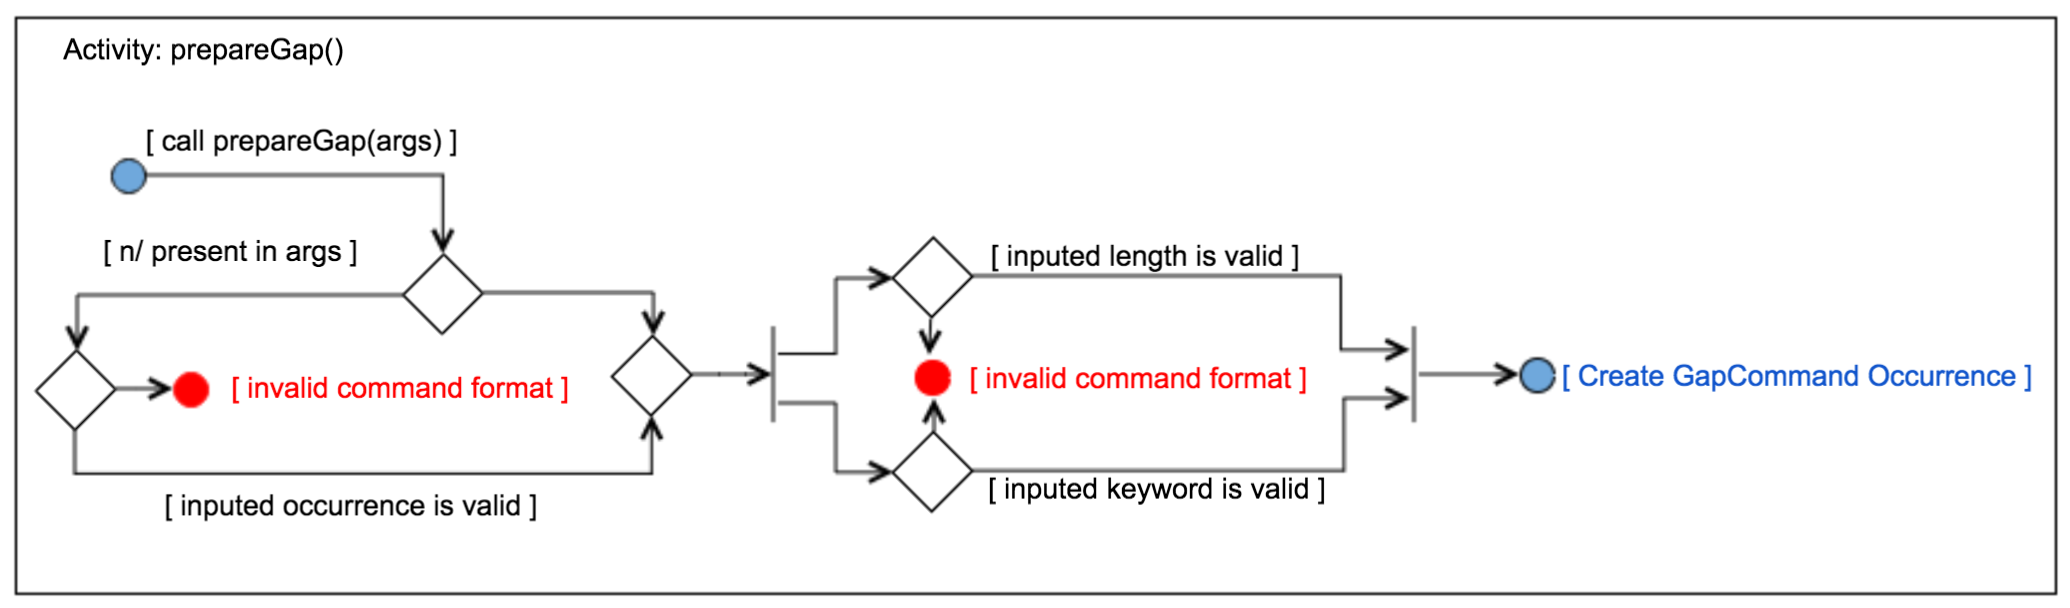 Activity: prepareGap()
[ call prepareGap(args) ]
[ n/ present in args ]
[ inputed length is valid ]
[ invalid command format ]
[ invalid command format ]
[ Create GapCommand Occurrence ]
[ inputed occurrence is valid ]
[ inputed keyword is valid ]